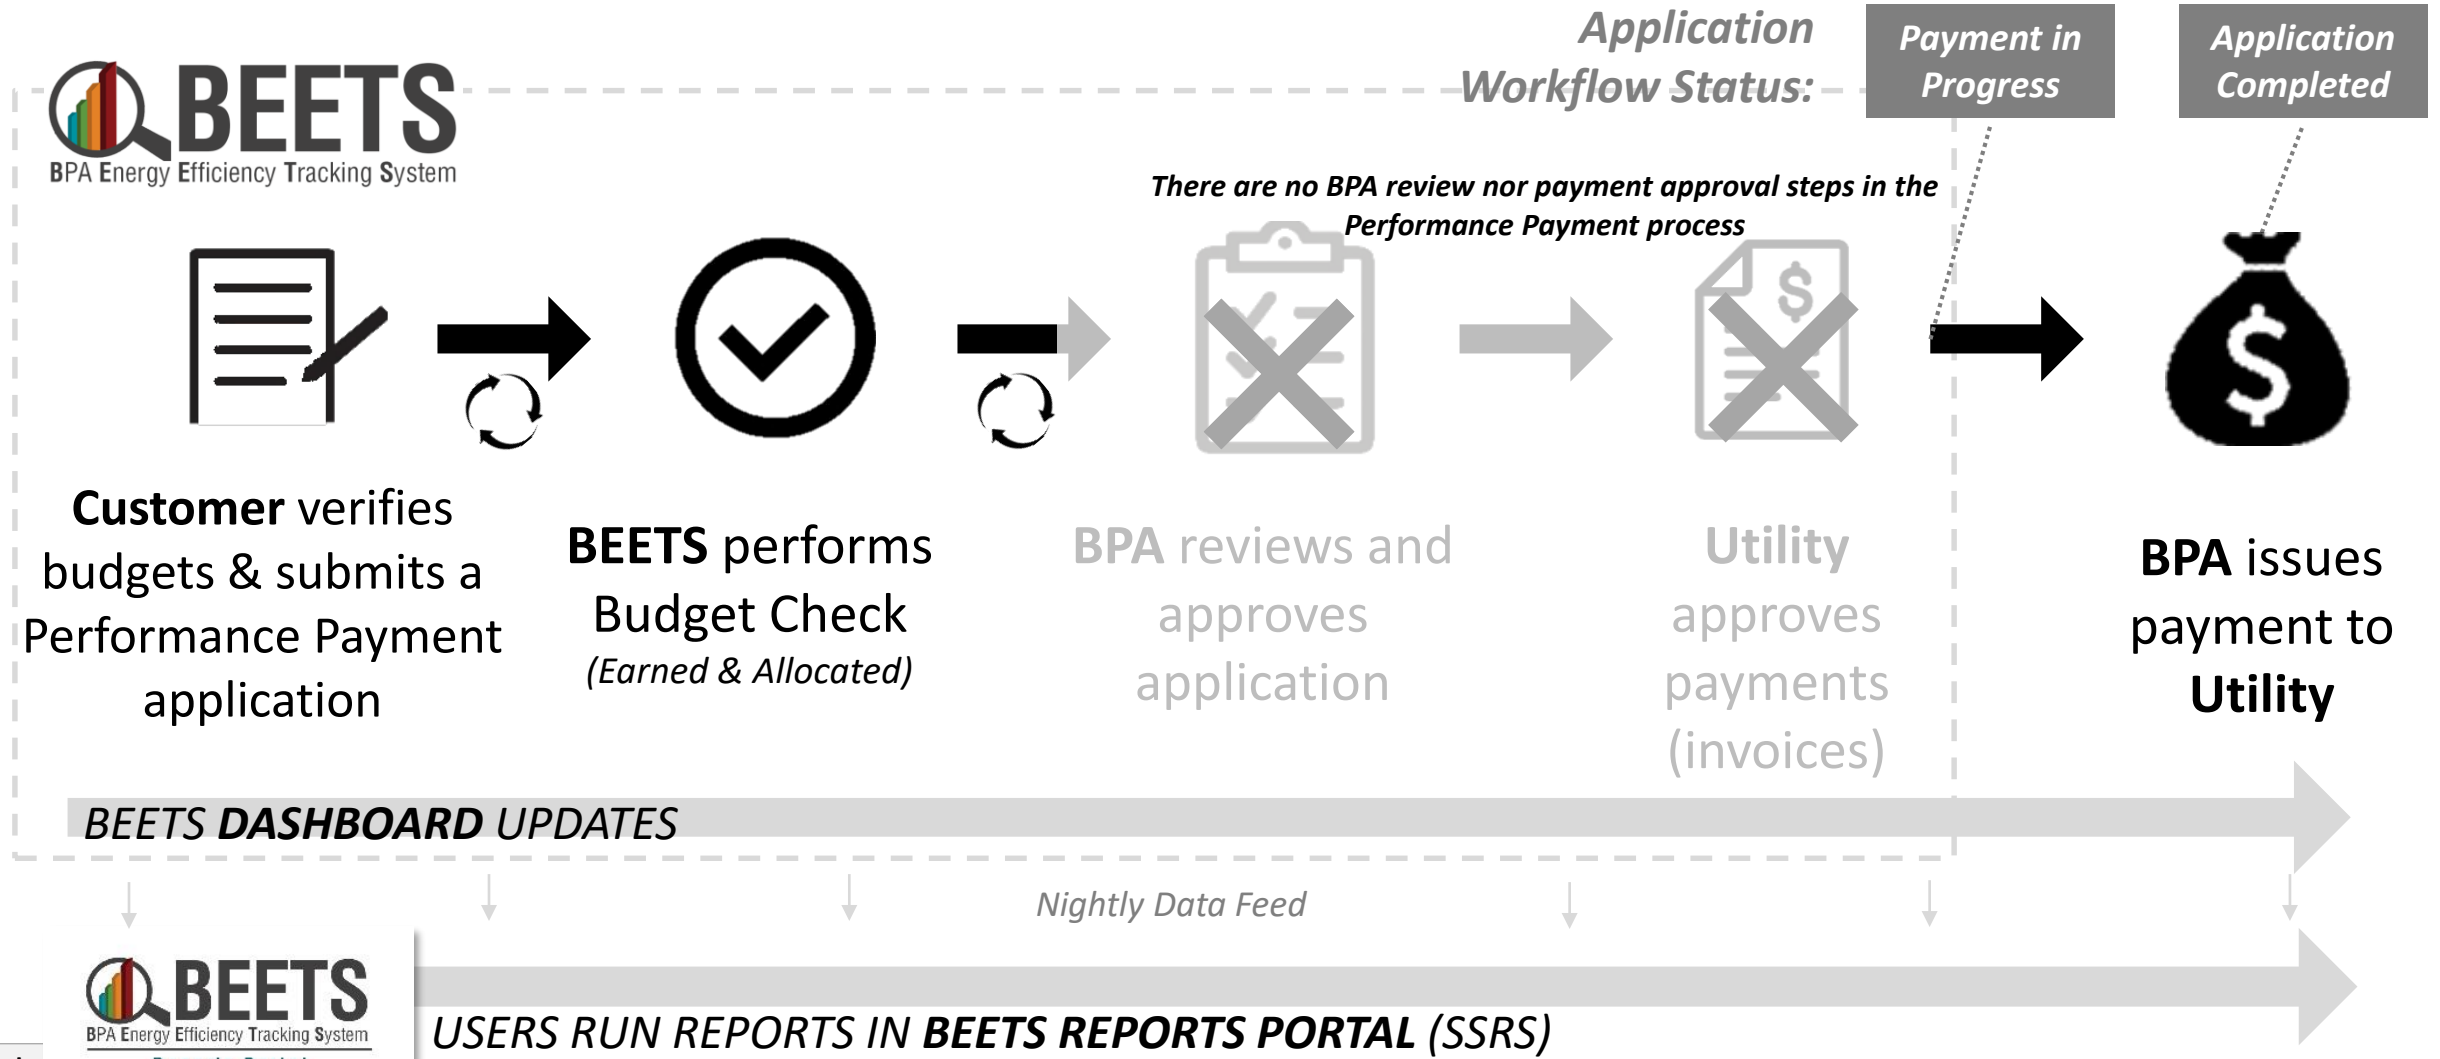 Application
Workflow Status:
Payment in
Progress
Application
Completed
BEETS
BPA Energy Efficiency Tracking System
There are no BPA review nor payment approval steps in the
Performance Payment process
$
$
Customer verifies
budgets & submits a
Performance Payment
application
BEETS performs
Budget Check
(Earned & Allocated)
BPA reviews and
approves
application
Utility
approves
payments
(invoices)
BPA issues
payment to
Utility
BEETS DASHBOARD UPDATES
Nightly Data Feed
BEETS
BPA Energy Efficiency Tracking System
USERS RUN REPORTS IN BEETS REPORTS PORTAL (SSRS)